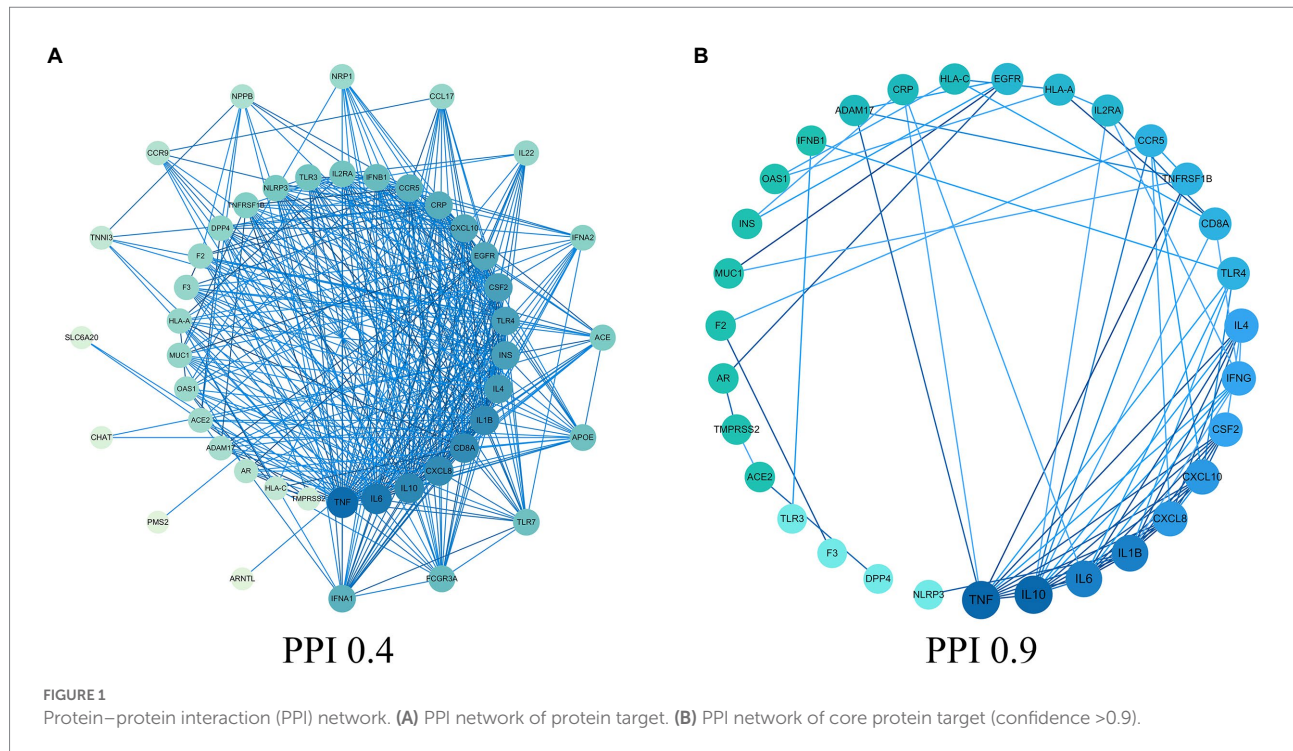 A
NRP1
NPPB
CCL17
CCR9
IL22
TNNI3
IFNA2
SLC6A20
ACE
CHAT
APOE
PMS2
TLR7
ARNTL
FCGR3A
IFNA1
IL2RA
TLR3
IFNB1
NLRP3
CCR5
TNFRSF1B
CRP
DPP4
CXCL10
F2
EGFR
F3
CSF2
HLA-A
TLR4
MUC1
INS
OAS1
IL4
ACE2
IL1B
ADAM17
CD8A
AR
CXCL8
HLA-C
IL10
TMPRSS2
TNF
IL6
PPI 0.4
B
HLA-C
EGFR
CRP
HLA-A
ADAM17
IL2RA
IFNB1
CCR5
OAS1
TNFRSF1B
INS
CD8A
MUC1
TLR4
F2
IL4
AR
IFNG
TMPRSS2
CSF2
ACE2
CXCL10
TLR3
CXCL8
F3
IL1B
DPP4
IL6
NLRP3
TNF
IL10
PPI 0.9
FIGURE 1
Protein–protein interaction (PPI) network. (A) PPI network of protein target. (B) PPI network of core protein target (confidence >0.9).